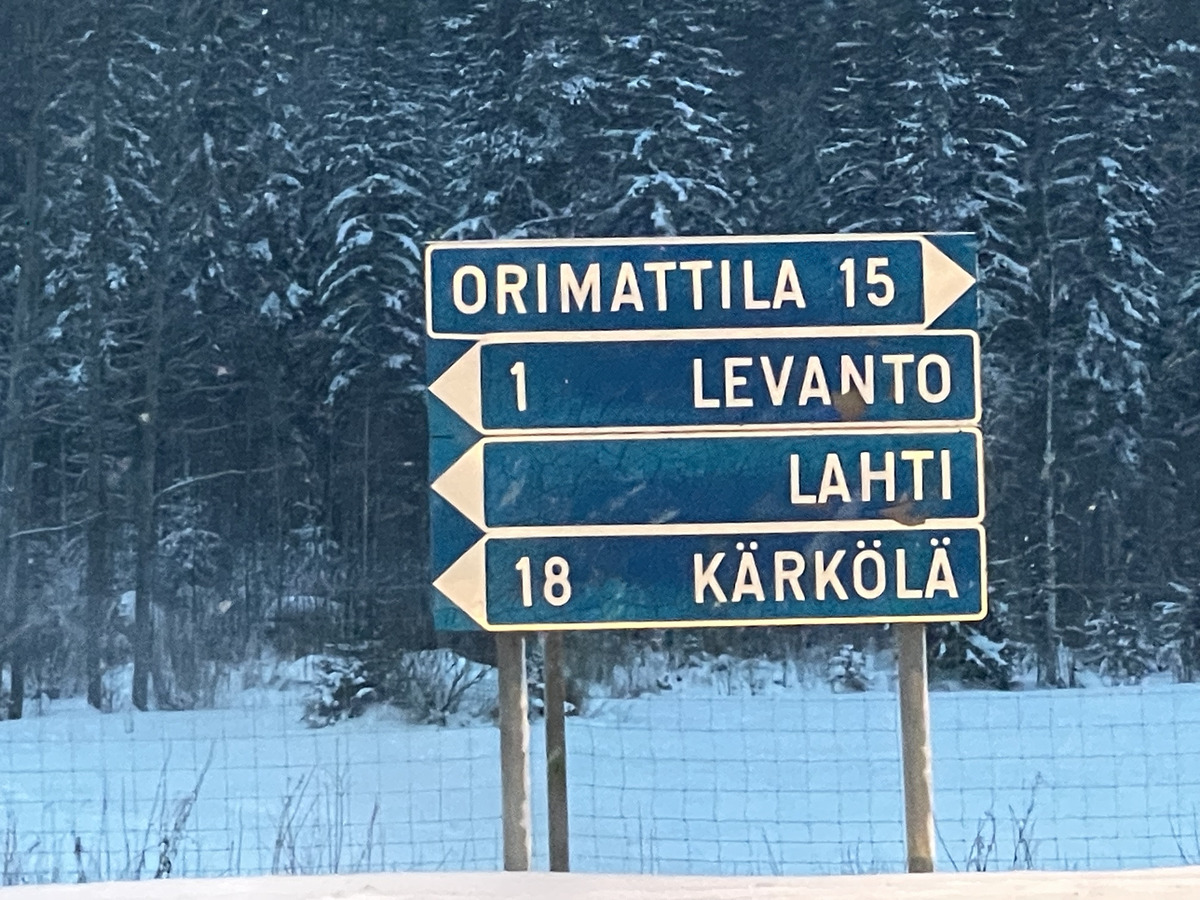 ORIMATTILA 15
1 LEVANTO
LAHTI
18 KÄRKÖLÄ